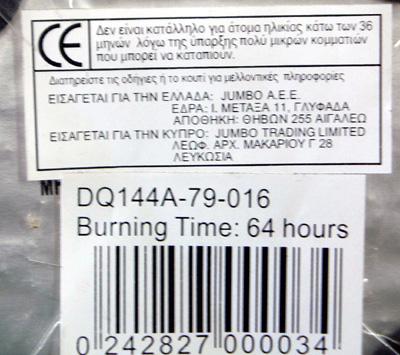 CE
Δεν είναι κατάλληλο για άτομα ηλικίας κάτω των 36
μηνών λόγω της ύπαρξης πολύ μικρών κομματιών
που μπορεί να καταπιουν.
Διατηρείστε τις οδηγίες ή το κουτί για μελλοντικές πληροφορίες
ΕΙΣΑΓΕΤΑΙ ΓΙΑ ΤΗΝ ΕΛΛΑΔΑ: JUMBO Α.Ε.Ε.
ΕΔΡΑ: Ι. ΜΕΤΑΞΑ 11, ΓΛΥΦΑΔΑ
ΑΠΟΘΗΚΗ: ΘΗΒΩΝ 255 ΑΙΓΑΛΕΩ
ΕΙΣΑΓΕΤΑΙ ΓΙΑ ΤΗΝ ΚΥΠΡΟ: JUMBO TRADING LIMITED
ΛΕΩΦ. ΑΡΧ. ΜΑΚΑΡΙΟΥ Γ 28
ΛΕΥΚΩΣΙΑ
DQ144A-79-016
Burning Time: 64 hours
0 242827 000034